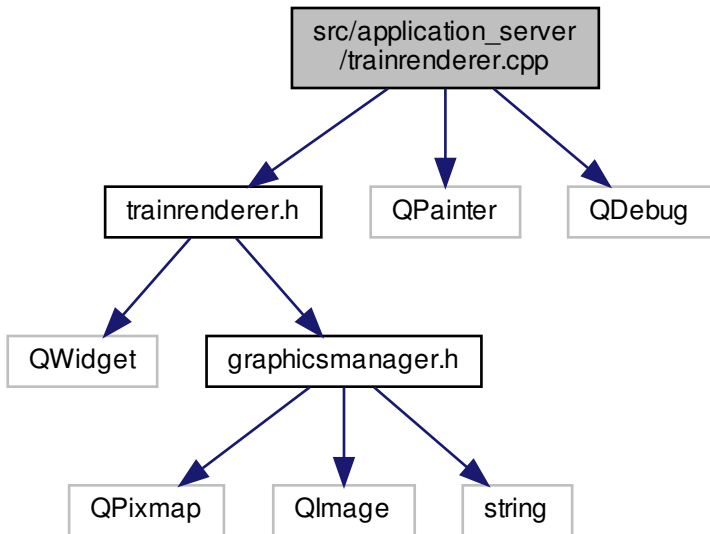 src/application_server
/trainrenderer.cpp
trainrenderer.h
QPainter
QDebug
QWidget
graphicsmanager.h
QPixmap
QImage
string